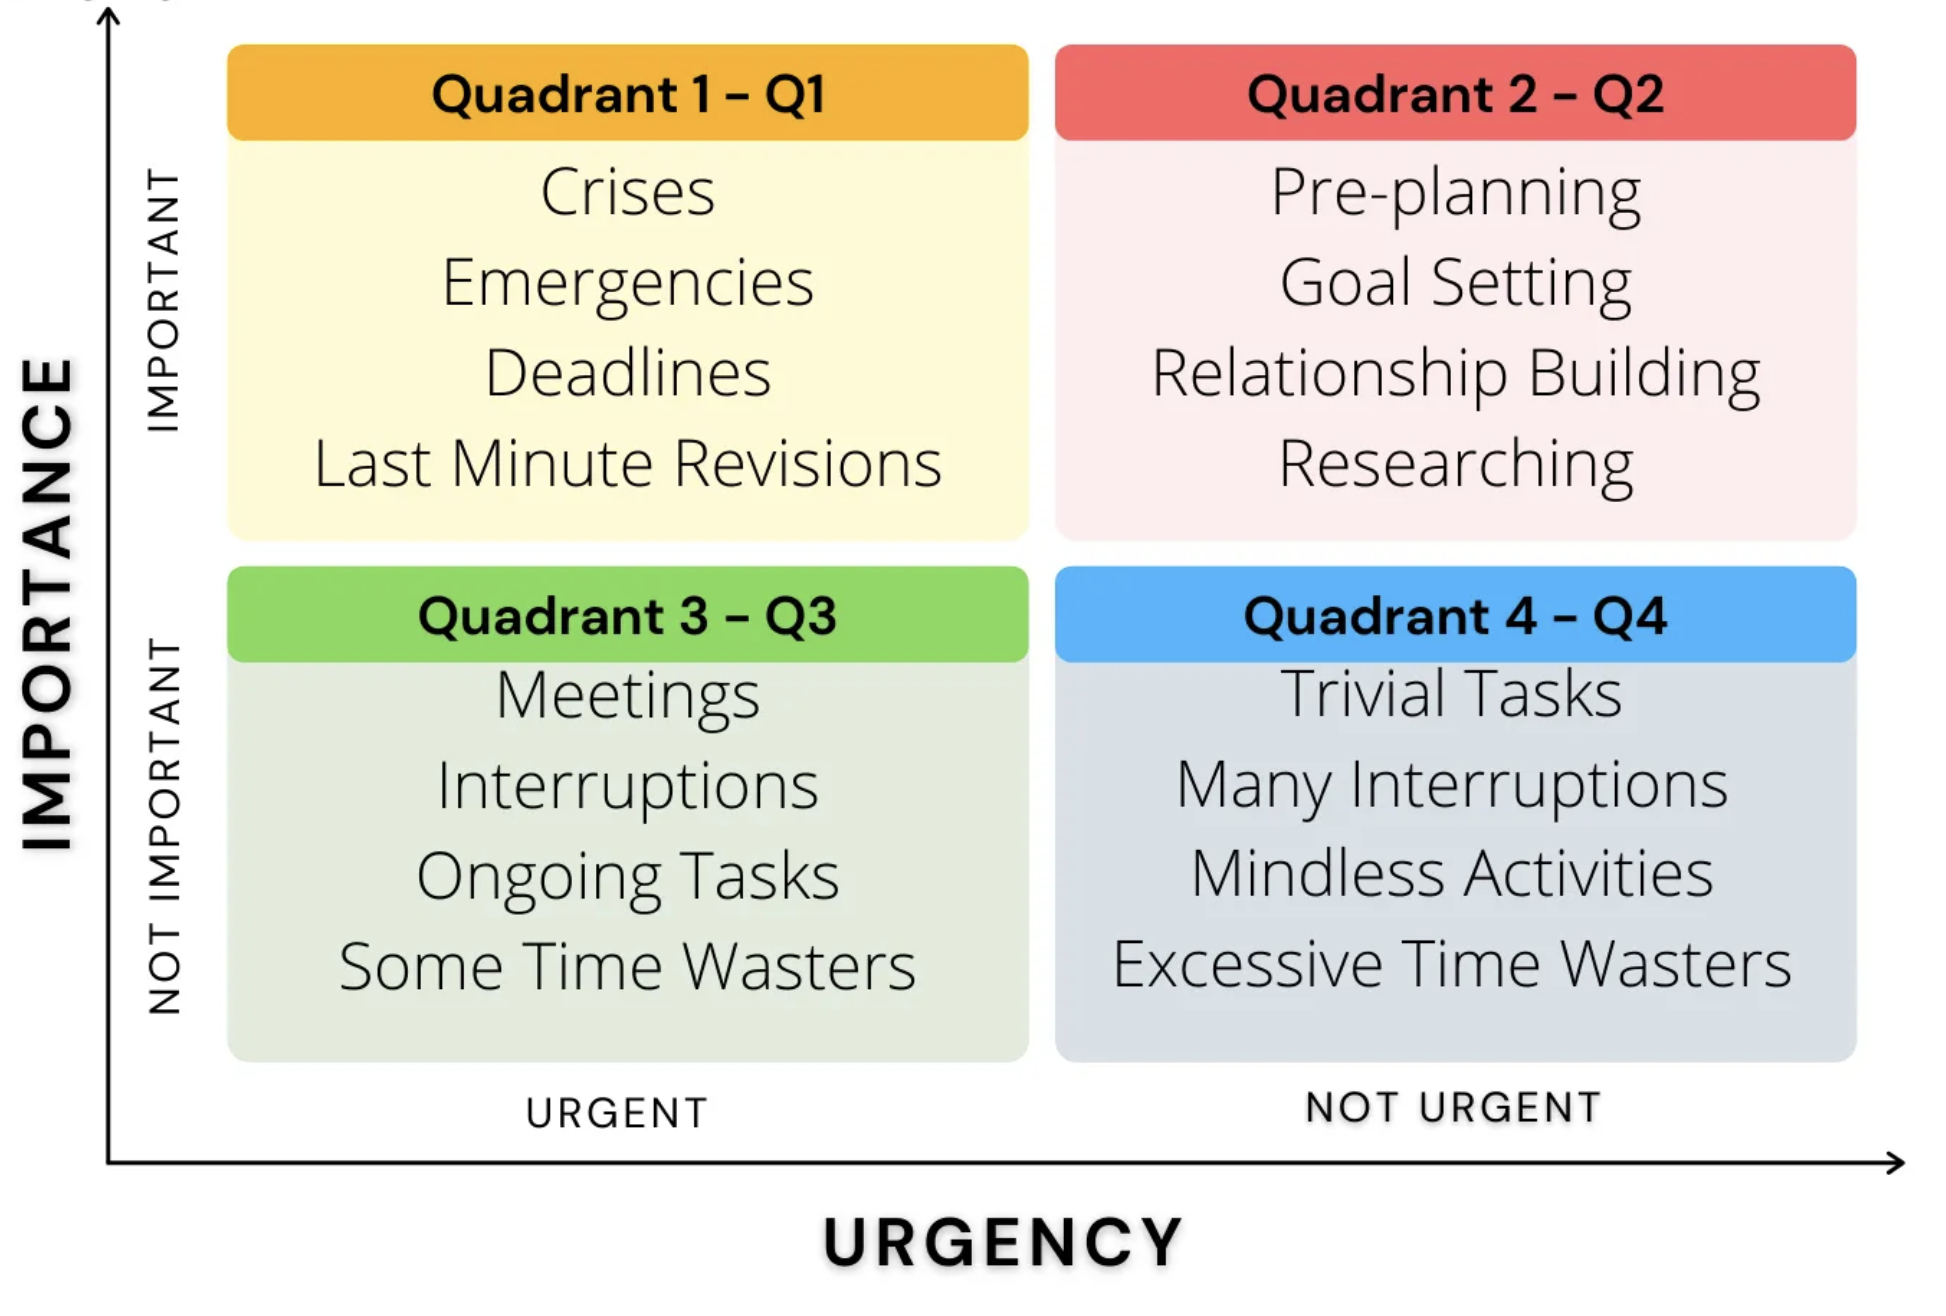 Quadrant 1 - Q1
Crises
Emergencies
Deadlines
Last Minute Revisions
Quadrant 2 - Q2
Pre-planning
Goal Setting
Relationship Building
Researching
Quadrant 3 - Q3
Meetings
Interruptions
Ongoing Tasks
Some Time Wasters
Quadrant 4 - Q4
Trivial Tasks
Many Interruptions
Mindless Activities
Excessive Time Wasters
IMPORTANCE
IMPORTANT
NOT IMPORTANT
URGENT
NOT URGENT
URGENCY